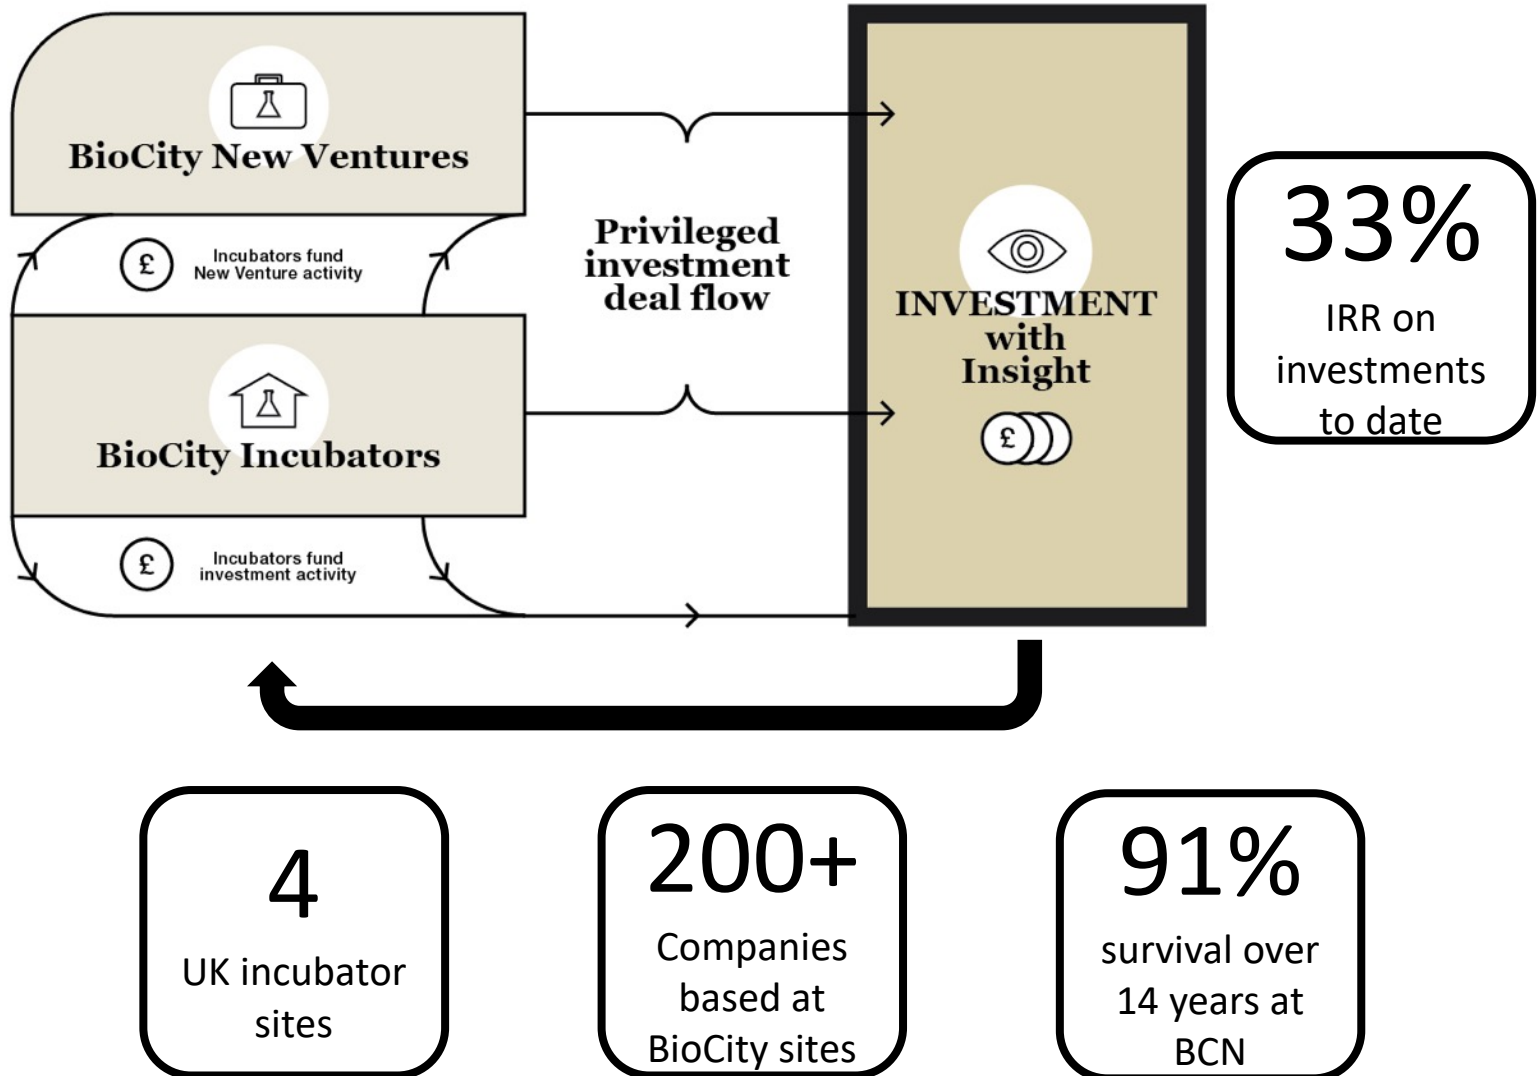 BioCity New Ventures
£
Incubators fund
New Venture activity
BioCity Incubators
£
Incubators fund
investment activity
Privileged
investment
deal flow
INVESTMENT
with
Insight
£
33%
IRR on
investments
to date
4
UK incubator
sites
200+
Companies
based at
BioCity sites
91%
survival over
14 years at
BCN